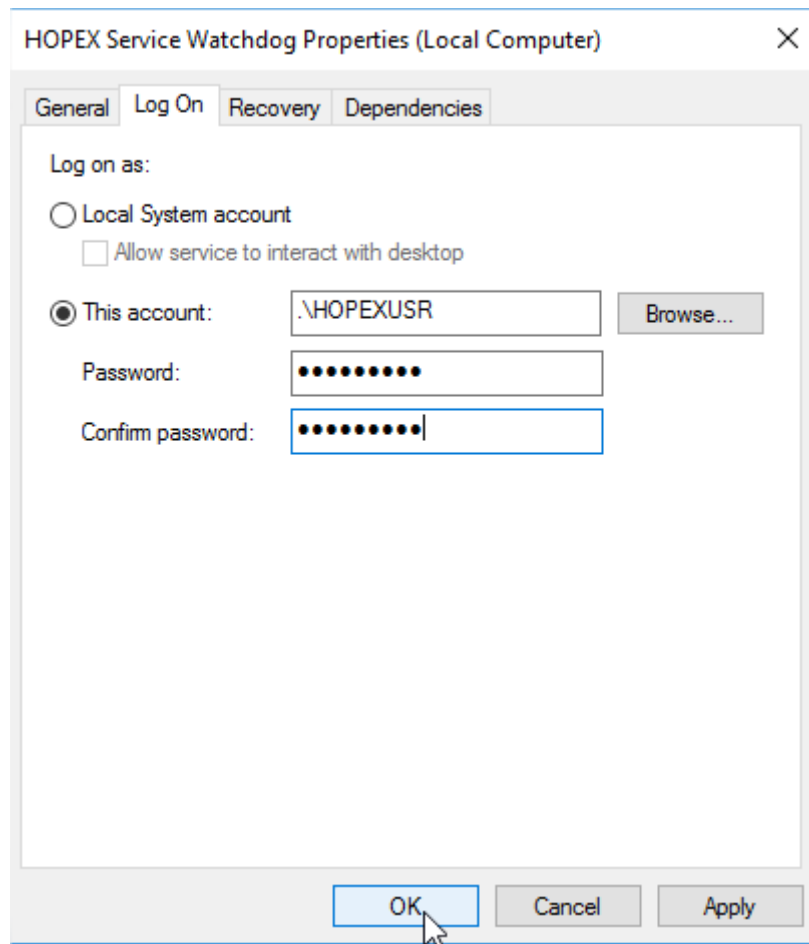 HOPEX Service Watchdog Properties (Local Computer)
General Log On Recovery Dependencies
Log on as:
Local System account
Allow service to interact with desktop
This account: .\HOPEXUSR Browse...
Password: ●●●●●●●●●
Confirm password: ●●●●●●●●●
OK Cancel Apply